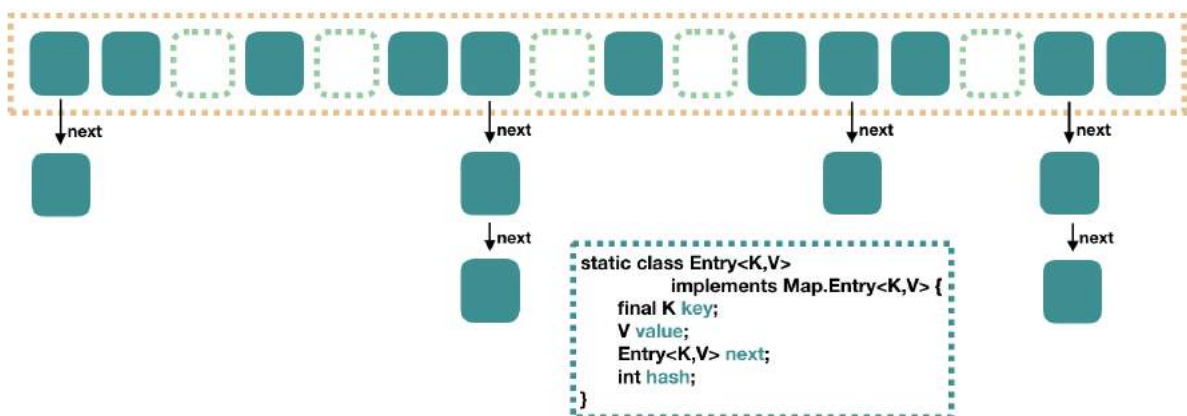 next
next
next
next
next
next
static class Entry<K,V>
implements Map.Entry<K,V> {
final K key;
V value;
Entry<K,V> next;
int hash;
}